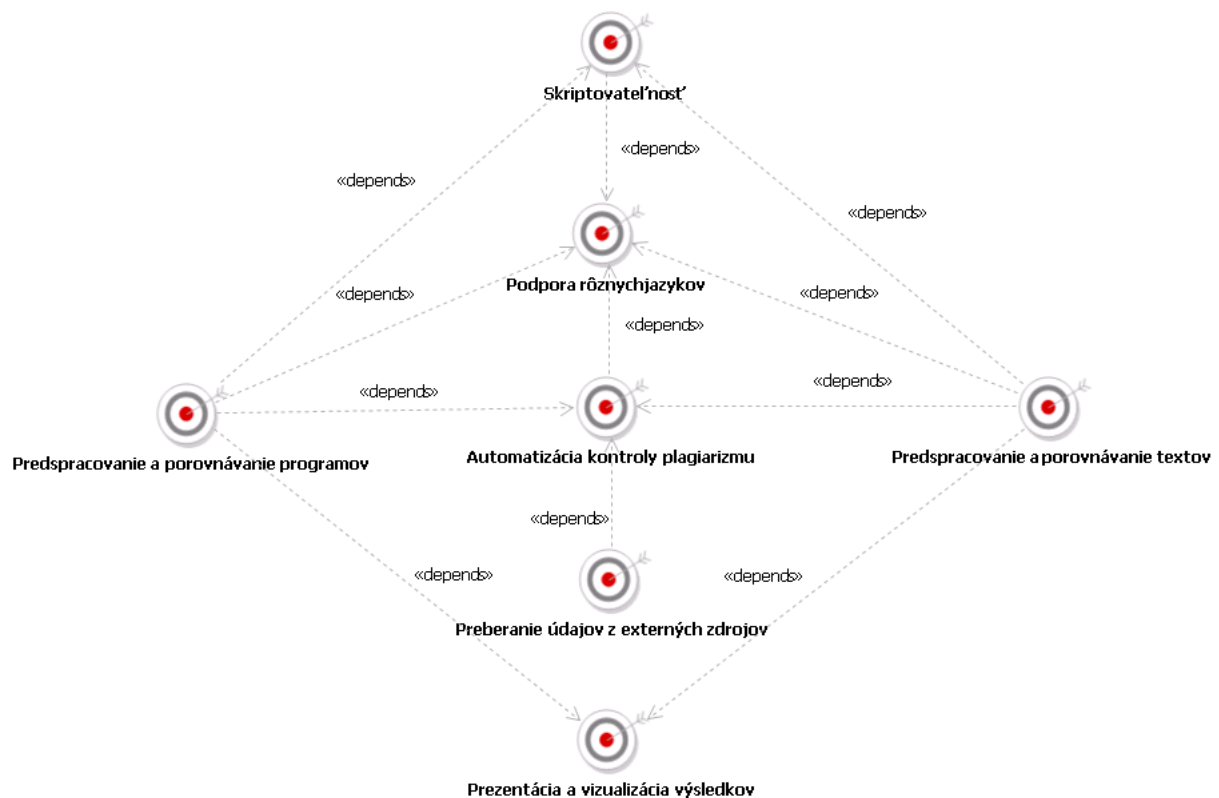 Skriptovateľnosť
«depends»
«depends»
«depends»
Podpora rôznychjazykov
«depends»
«depends»
«depends»
«depends»
«depends»
Predspracovanie a porovnávanie programov
Automatizácia kontroly plagiarizmu
Predspracovanie a porovnávanie textov
«depends»
«depends»
«depends»
Preberanie údajov z externých zdrojov
Prezentácia a vizualizácia výsledkov